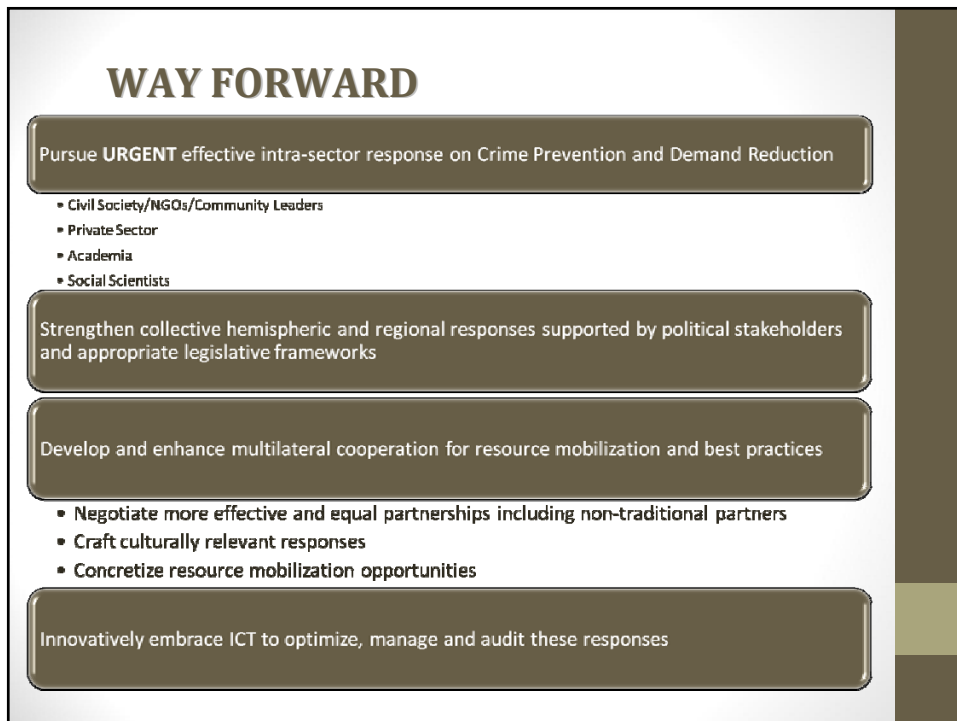 WAY FORWARD
Pursue URGENT effective intra-sector response on Crime Prevention and Demand Reduction
• Civil Society/NGOs/Community Leaders
• Private Sector
• Academia
• Social Scientists
Strengthen collective hemispheric and regional responses supported by political stakeholders
and appropriate legislative frameworks
Develop and enhance multilateral cooperation for resource mobilization and best practices
• Negotiate more effective and equal partnerships including non-traditional partners
• Craft culturally relevant responses
• Concretize resource mobilization opportunities
Innovatively embrace ICT to optimize, manage and audit these responses